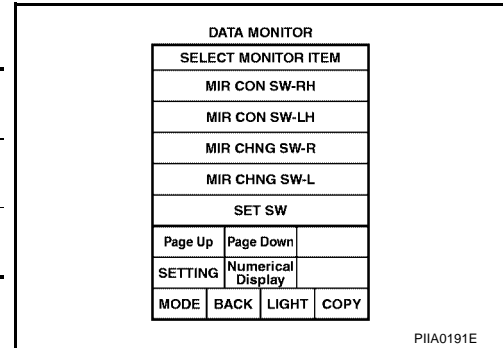 DATA MONITOR
SELECT MONITOR ITEM
MIR CON SW-RH
MIR CON SW-LH
MIR CHNG SW-R
MIR CHNG SW-L
SET SW
Page Up Page Down
SETTING Numerical Display
MODE BACK LIGHT COPY
PIIA0191E